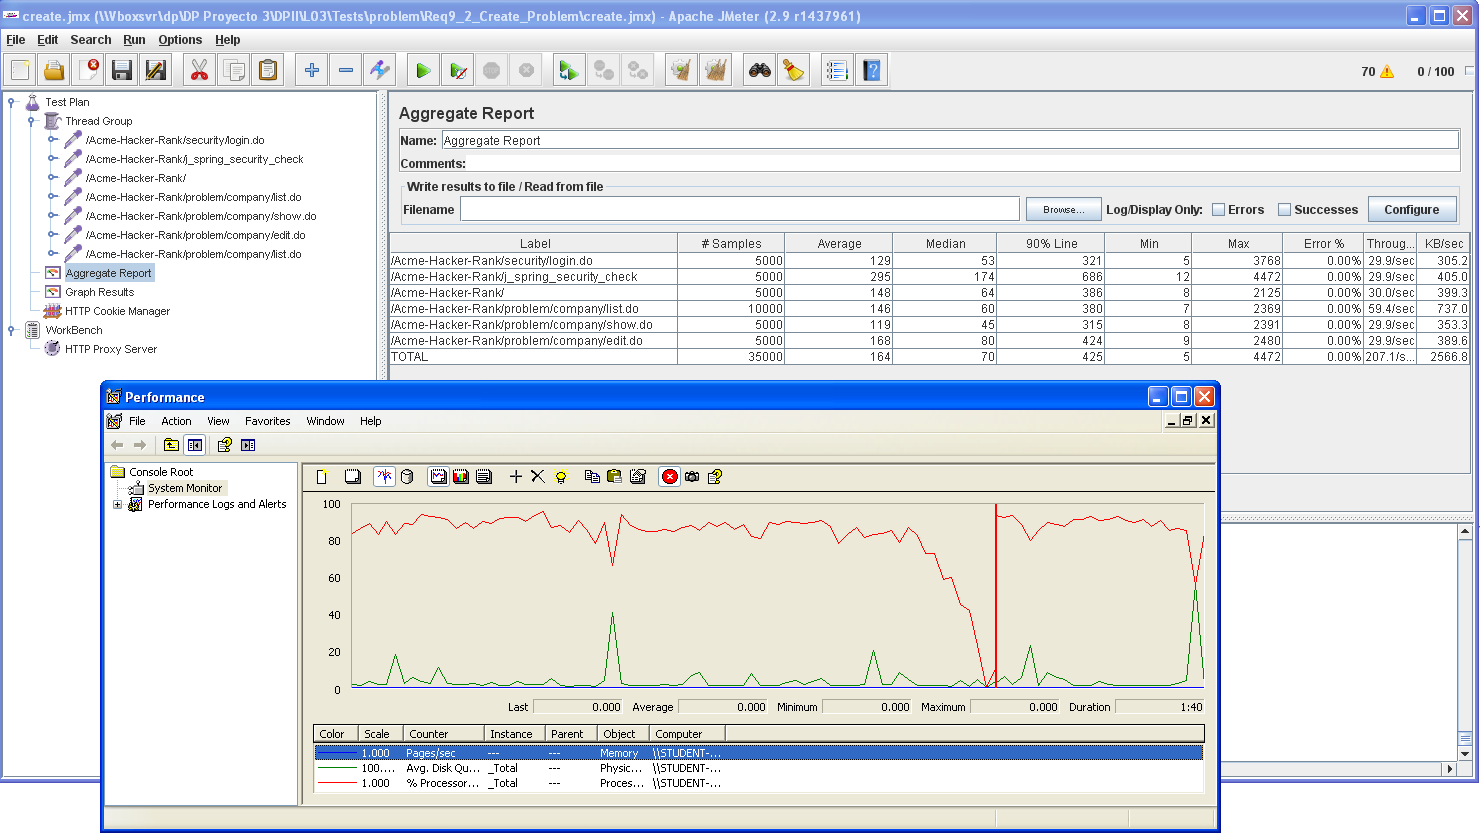 create.jmx (\\Vboxsvr\dp\DP Proyecto 3\DPII\L03\Tests\problem\Req9_2_Create_Problem\create.jmx) - Apache JMeter (2.9 r1437961)
File Edit Search Run Options Help
70 0 / 100
Test Plan
Thread Group
/Acme-Hacker-Rank/security/login.do
/Acme-Hacker-Rank/j_spring_security_check
/Acme-Hacker-Rank/
/Acme-Hacker-Rank/problem/company/list.do
/Acme-Hacker-Rank/problem/company/show.do
/Acme-Hacker-Rank/problem/company/edit.do
/Acme-Hacker-Rank/problem/company/list.do
Aggregate Report
Graph Results
HTTP Cookie Manager
WorkBench
HTTP Proxy Server
Aggregate Report
Name: Aggregate Report
Comments:
Write results to file / Read from file
Filename Browse... Log/Display Only: Errors Successes Configure
Label # Samples Average Median 90% Line Min Max Error % Throug... KB/sec
/Acme-Hacker-Rank/security/login.do 5000 129 53 321 5 3768 0.00% 29.9/sec 305.2
/Acme-Hacker-Rank/j_spring_security_check 5000 295 174 686 12 4472 0.00% 29.9/sec 405.0
/Acme-Hacker-Rank/ 5000 148 64 386 8 2125 0.00% 30.0/sec 399.3
/Acme-Hacker-Rank/problem/company/list.do 10000 146 60 380 7 2369 0.00% 59.4/sec 737.0
/Acme-Hacker-Rank/problem/company/show.do 5000 119 45 315 8 2391 0.00% 29.9/sec 353.3
/Acme-Hacker-Rank/problem/company/edit.do 5000 168 80 424 9 2480 0.00% 29.9/sec 389.6
TOTAL 35000 164 70 425 5 4472 0.00% 207.1/s... 2566.8
Performance
File Action View Favorites Window Help
Console Root
System Monitor
Performance Logs and Alerts
100
80
60
40
20
0
Last 0.000 Average 0.000 Minimum 0.000 Maximum 0.000 Duration 1:40
Color Scale Counter Instance Parent Object Computer
1.000 Pages/sec --- --- Memory \\STUDENT-...
100.... Avg. Disk Qu... _Total --- Physic... \\STUDENT-...
1.000 % Processor... _Total --- Proces... \\STUDENT-...